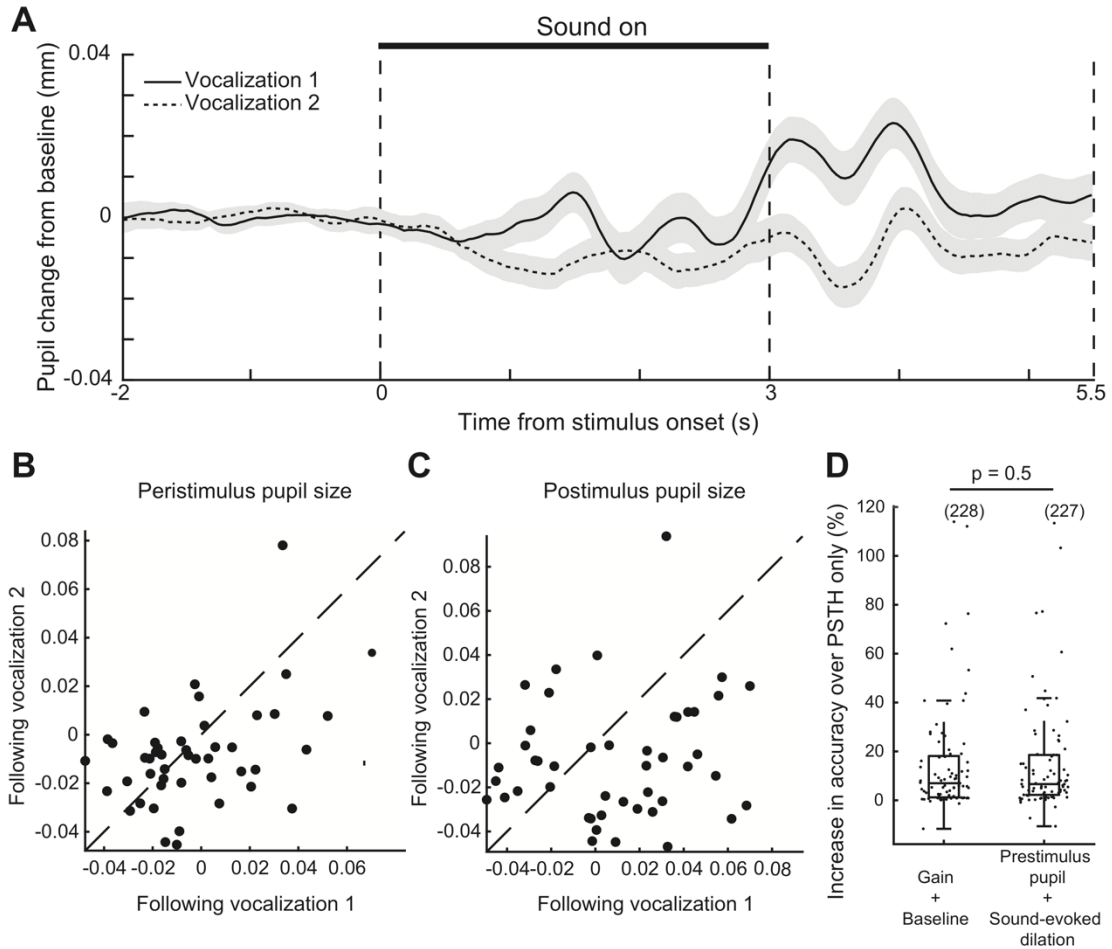 A
Sound on
0.04
Vocalization 1
Vocalization 2
Pupil change from baseline (mm)
0
-0.04
-2
0
3
5.5
Time from stimulus onset (s)
B
Peristimulus pupil size
0.08
0.06
0.04
0.02
0
-0.02
-0.04
Following vocalization 2
-0.04
-0.02
0
0.02
0.04
0.06
0.08
Following vocalization 1
C
Postimulus pupil size
0.08
0.06
0.04
0.02
0
-0.02
-0.04
Following vocalization 2
-0.04
-0.02
0
0.02
0.04
0.06
0.08
Following vocalization 1
D
p = 0.5
(228)
(227)
120
100
80
60
40
20
0
Increase in accuracy over PSTH only (%)
Gain
+
Baseline
Prestimulus
pupil
+
Sound-evoked
dilation